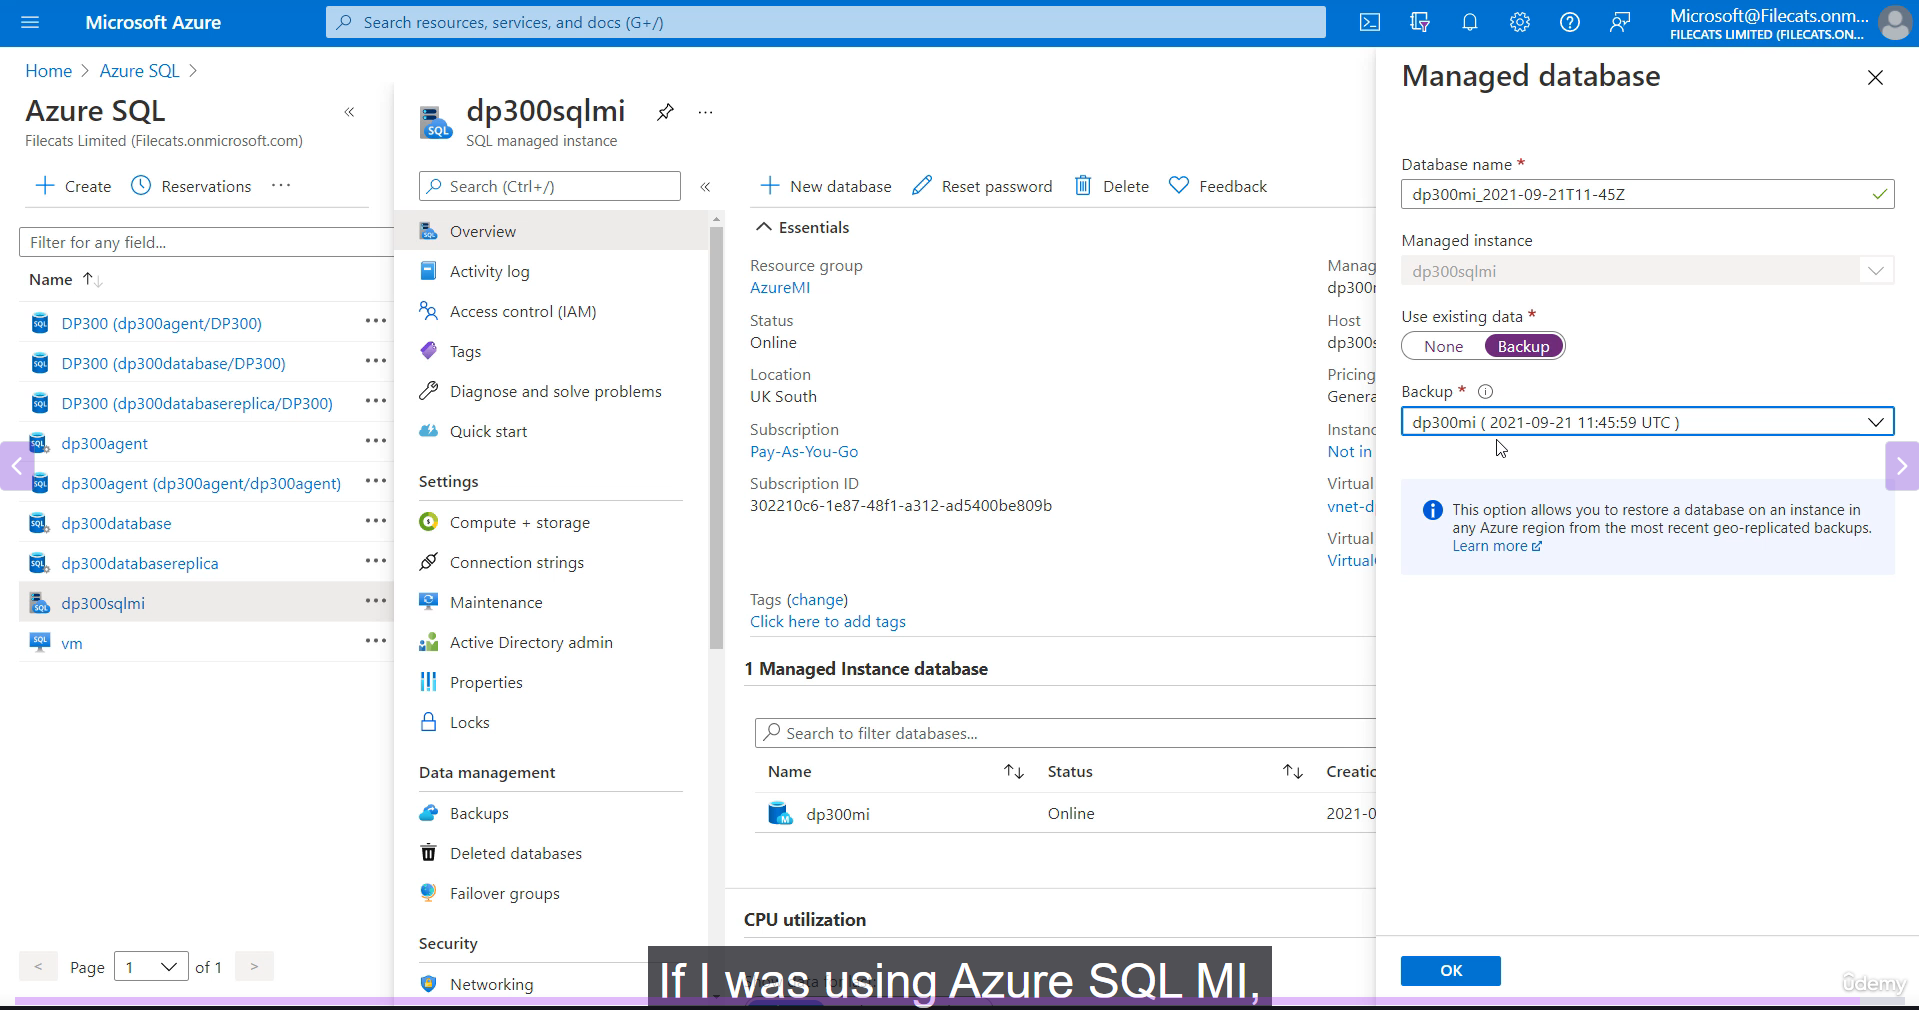 Microsoft Azure
Search resources, services, and docs (G+/)
Microsoft@Filecats.onm...
FILECATS LIMITED (FILECATS.ON...
Home > Azure SQL >
Azure SQL
Filecats Limited (Filecats.onmicrosoft.com)
+ Create
Reservations
...
Filter for any field...
Name ↑↓
DP300 (dp300agent/DP300)
DP300 (dp300database/DP300)
DP300 (dp300databasereplica/DP300)
dp300agent
dp300agent (dp300agent/dp300agent)
dp300database
dp300databasereplica
dp300sqlmi
vm
< Page 1 of 1 >
dp300sqlmi
SQL managed instance
Search (Ctrl+/)
Overview
Activity log
Access control (IAM)
Tags
Diagnose and solve problems
Quick start
Settings
Compute + storage
Connection strings
Maintenance
Active Directory admin
Properties
Locks
Data management
Backups
Deleted databases
Failover groups
Security
Networking
+ New database
Reset password
Delete
Feedback
Essentials
Resource group
AzureMI
Status
Online
Location
UK South
Subscription
Pay-As-You-Go
Subscription ID
302210c6-1e87-48f1-a312-ad5400be809b
Manag
dp300
Host
dp300s
Pricing
Genera
Instanc
Not in
Virtual
vnet-d
Virtual
Virtual
Tags (change)
Click here to add tags
1 Managed Instance database
Search to filter databases...
Name ↑↓ Status ↑↓ Creatio
dp300mi Online 2021-0
CPU utilization
Managed database
Database name *
dp300mi_2021-09-21T11-45Z
Managed instance
dp300sqlmi
Use existing data *
None Backup
Backup *
dp300mi ( 2021-09-21 11:45:59 UTC )
This option allows you to restore a database on an instance in
any Azure region from the most recent geo-replicated backups.
Learn more
OK
If I was using Azure SQL MI,
ûdemy